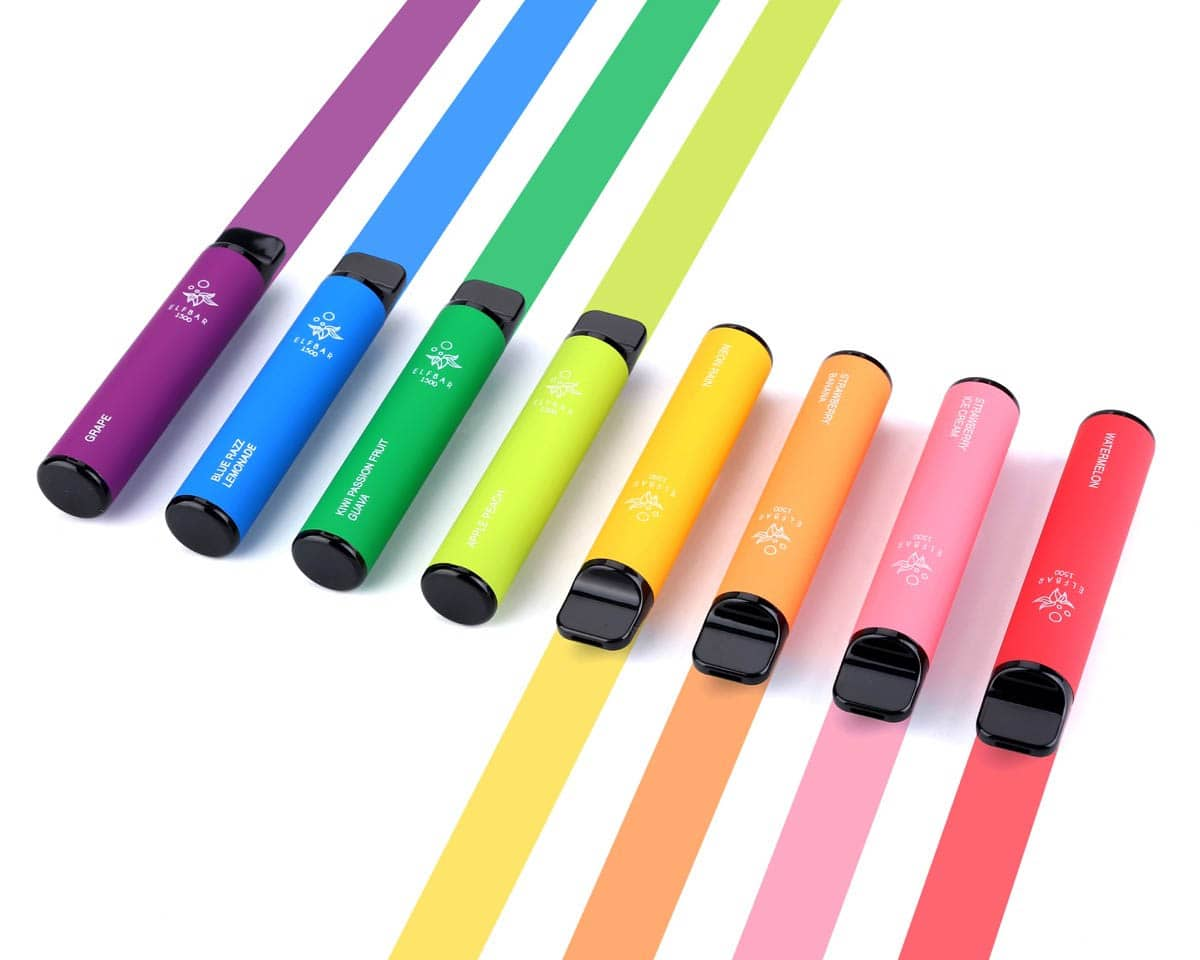 ELFBAR
1500
GRAPE
ELFBAR
1500
BLUE RAZZ
LEMONADE
ELFBAR
1500
KIWI PASSION FRUIT
GUAVA
ELFBAR
1500
APPLE PEACH
NEON RAIN
ELFBAR
1500
STRAWBERRY
BANANA
ELFBAR
1500
STRAWBERRY
ICE CREAM
ELFBAR
1500
WATERMELON
ELFBAR
1500